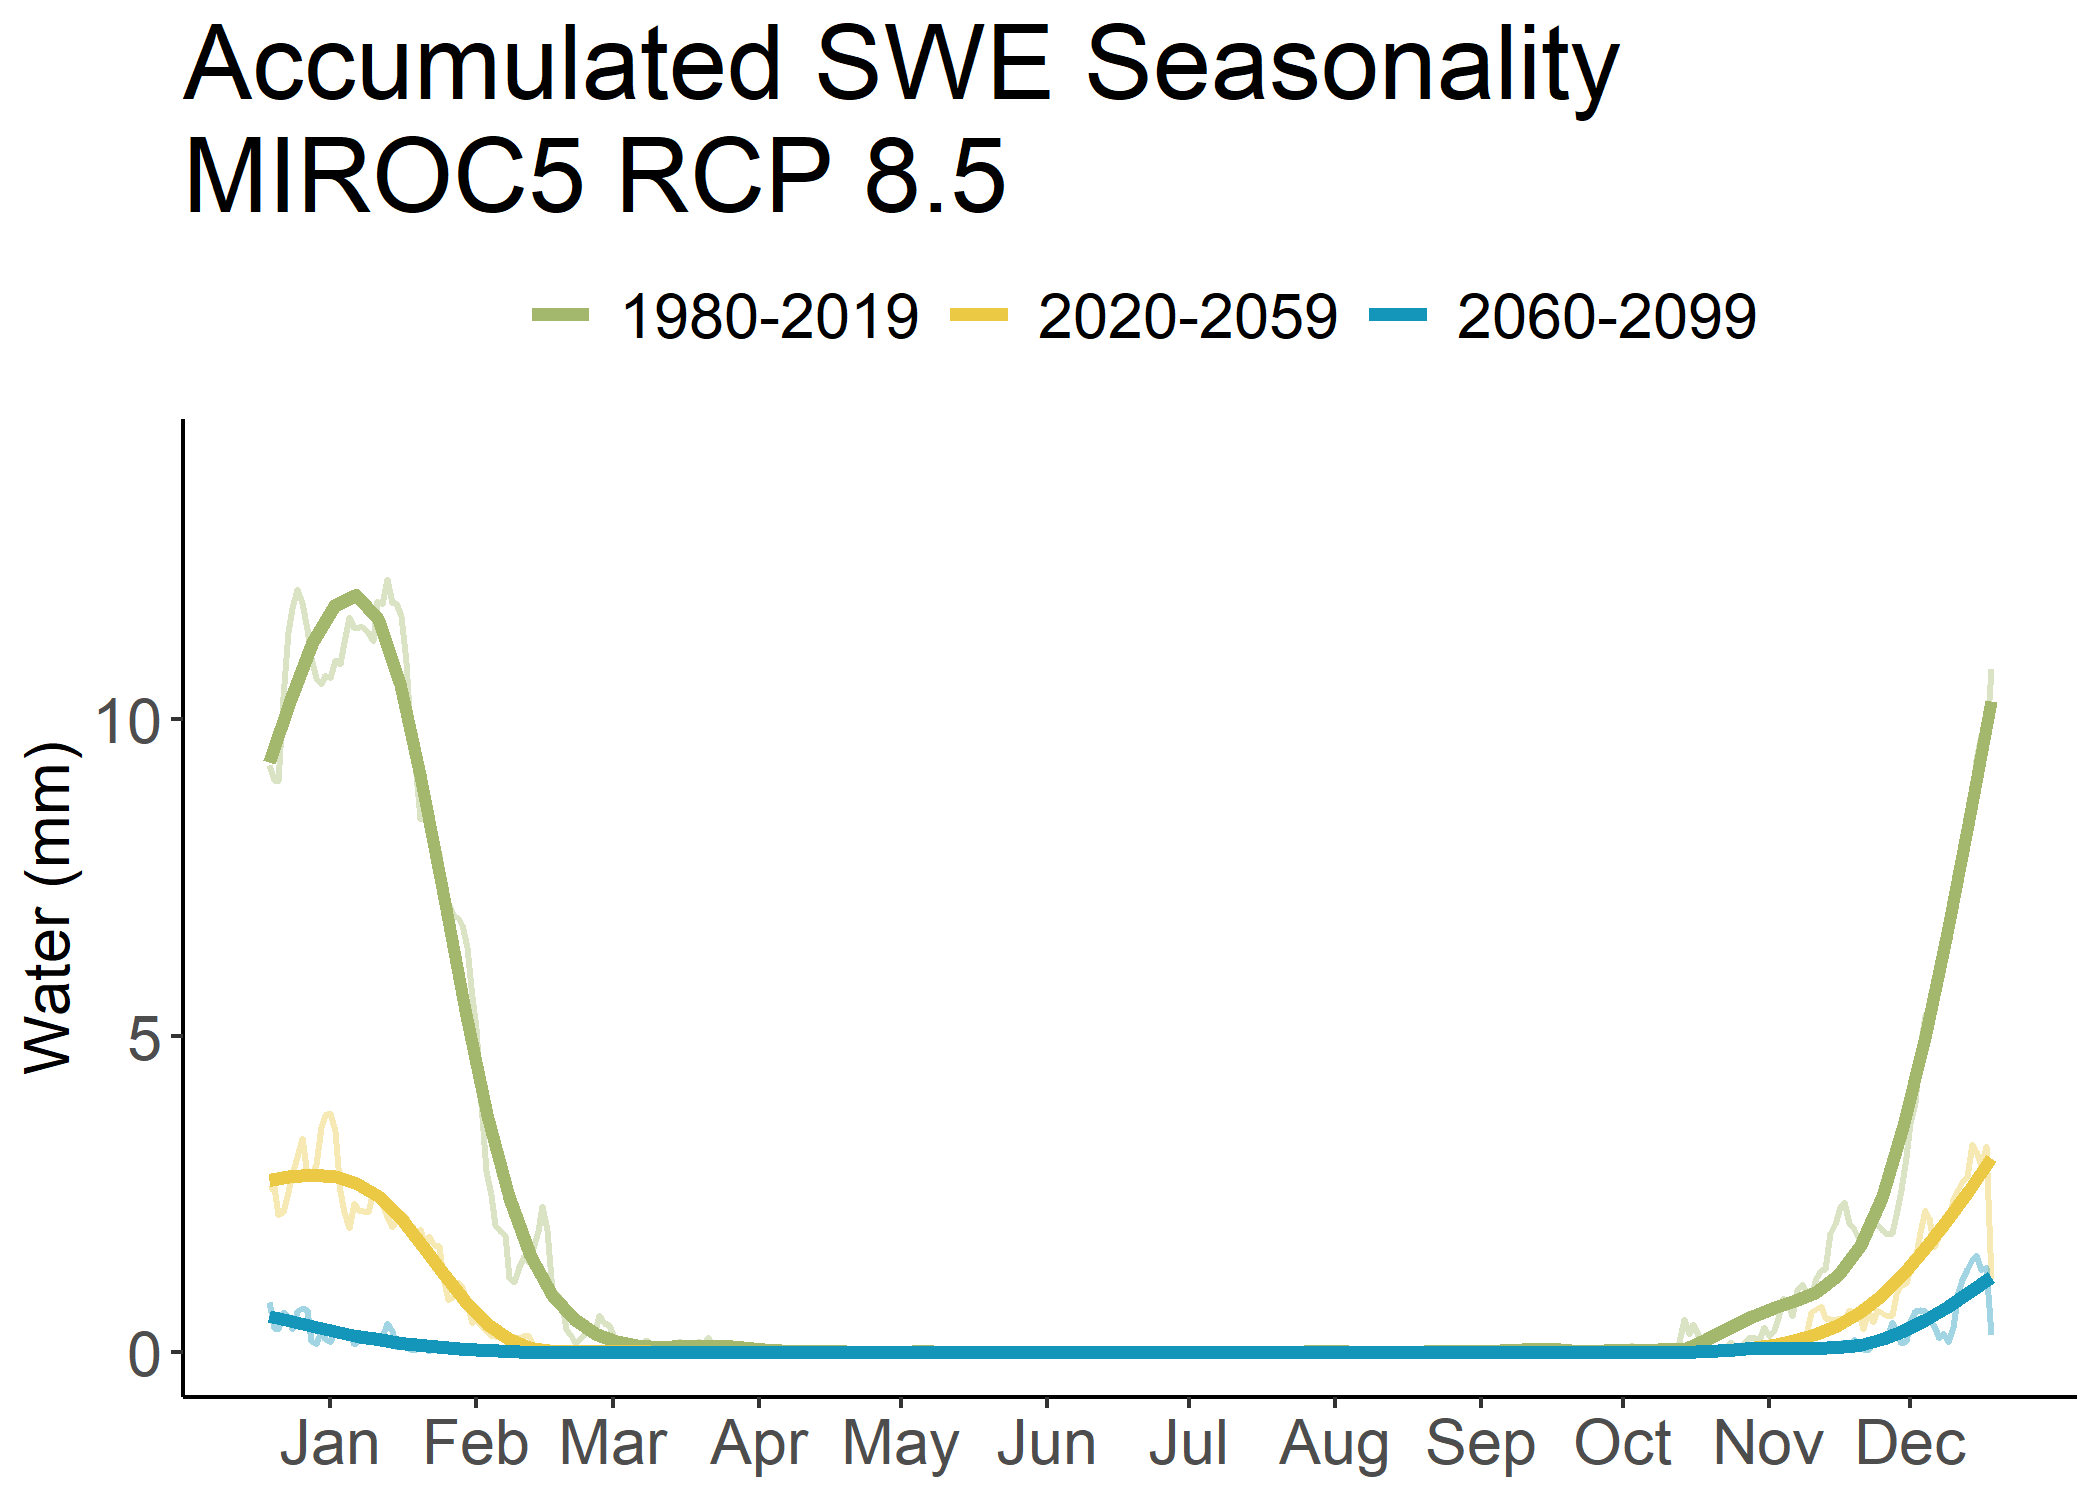 Accumulated SWE Seasonality
MIROC5 RCP 8.5
1980-2019 2020-2059 2060-2099
Water (mm)
10
5
0
Jan Feb Mar Apr May Jun Jul Aug Sep Oct Nov Dec